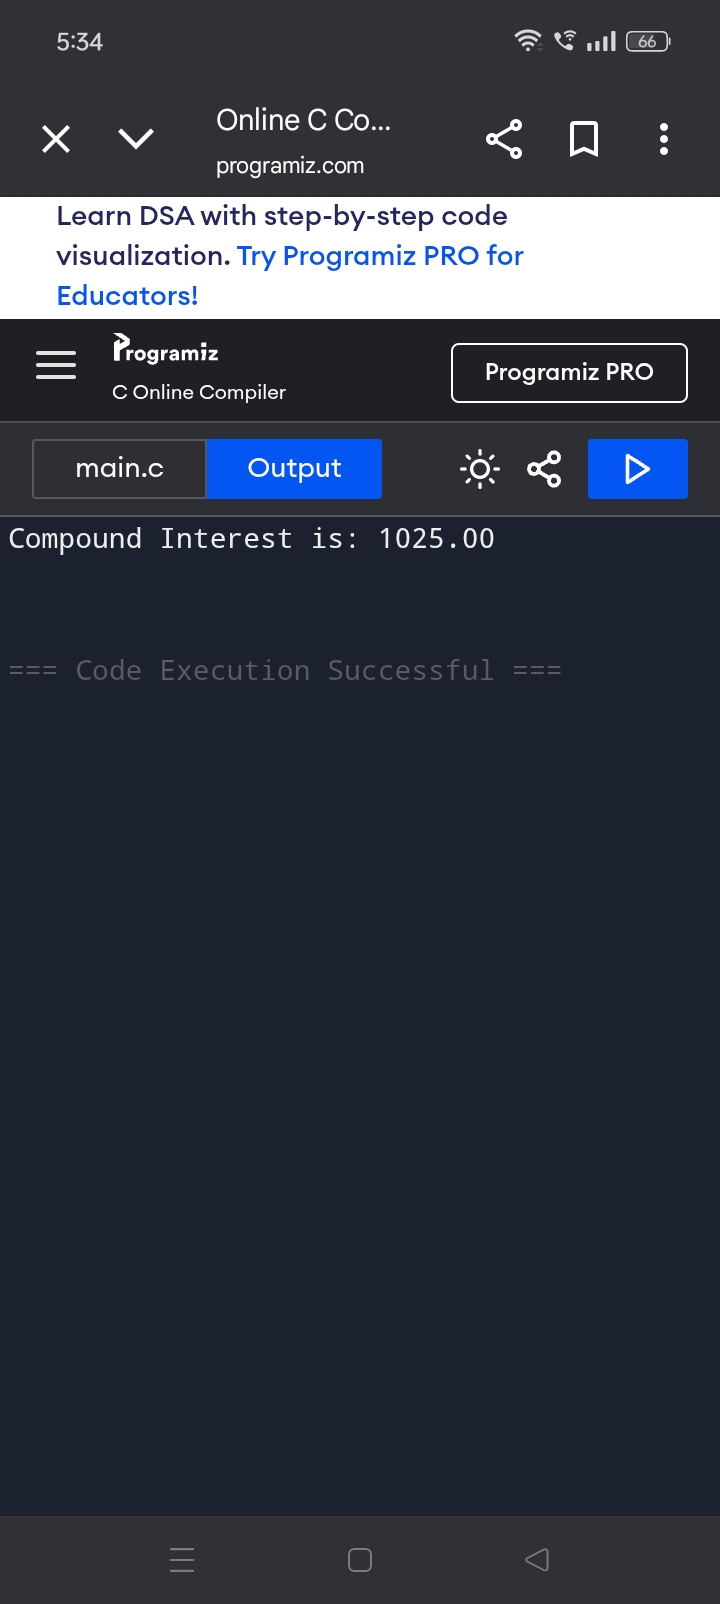 5:34
66
Online C Co...
programiz.com
Learn DSA with step-by-step code
visualization. Try Programiz PRO for
Educators!
Programiz
C Online Compiler
Programiz PRO
main.c
Output
Compound Interest is: 1025.00
=== Code Execution Successful ===